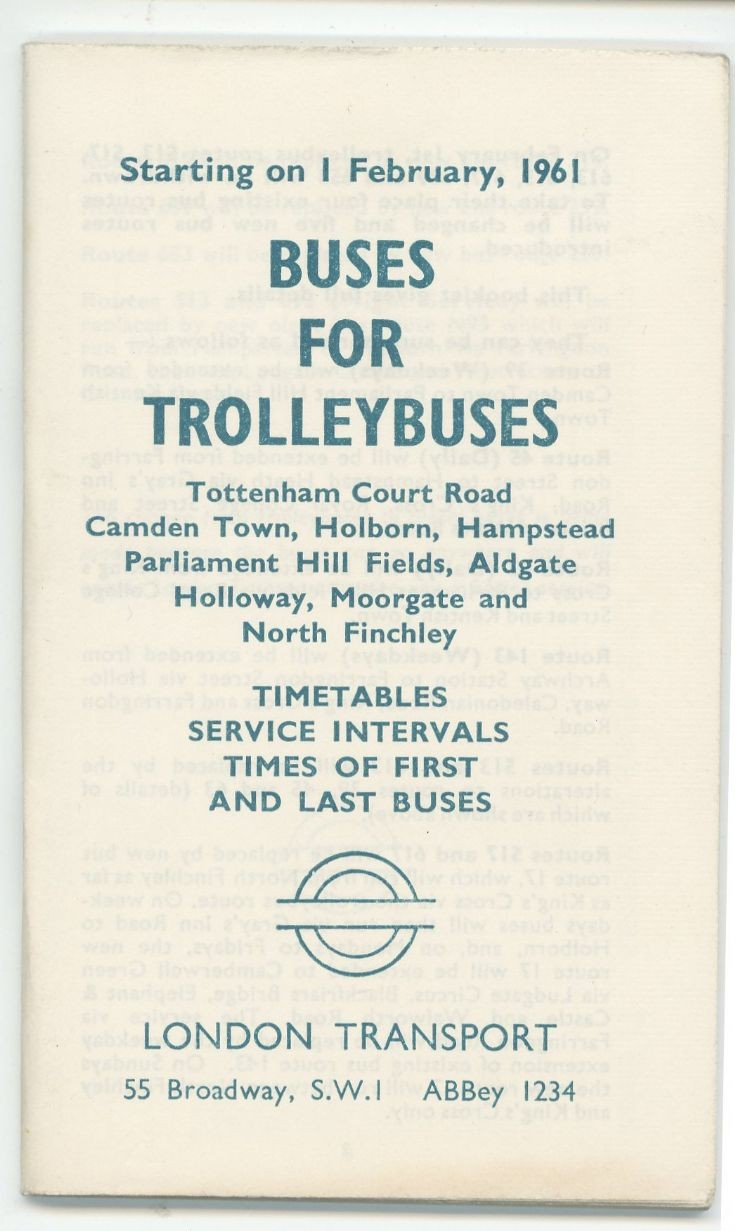 Starting on 1 February, 1961
BUSES
FOR
TROLLEYBUSES
Tottenham Court Road
Camden Town, Holborn, Hampstead
Parliament Hill Fields, Aldgate
Holloway, Moorgate and
North Finchley
TIMETABLES
SERVICE INTERVALS
TIMES OF FIRST
AND LAST BUSES
LONDON TRANSPORT
55 Broadway, S.W.1 ABBey 1234